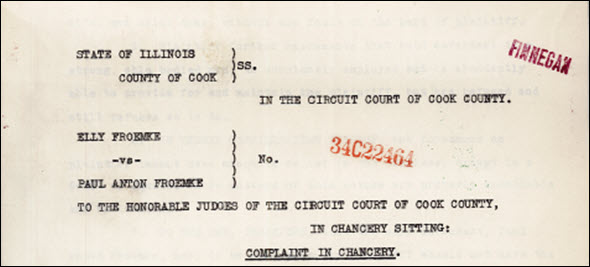 STATE OF ILLINOIS
SS.
FINNEGAN
COUNTY OF COOK
IN THE CIRCUIT COURT OF COOK COUNTY.
ELLY FROEMKE
-vs-
No. 34C22464
PAUL ANTON FROEMKE
TO THE HONORABLE JUDGES OF THE CIRCUIT COURT OF COOK COUNTY,
IN CHANCERY SITTING:
COMPLAINT IN CHANCERY.